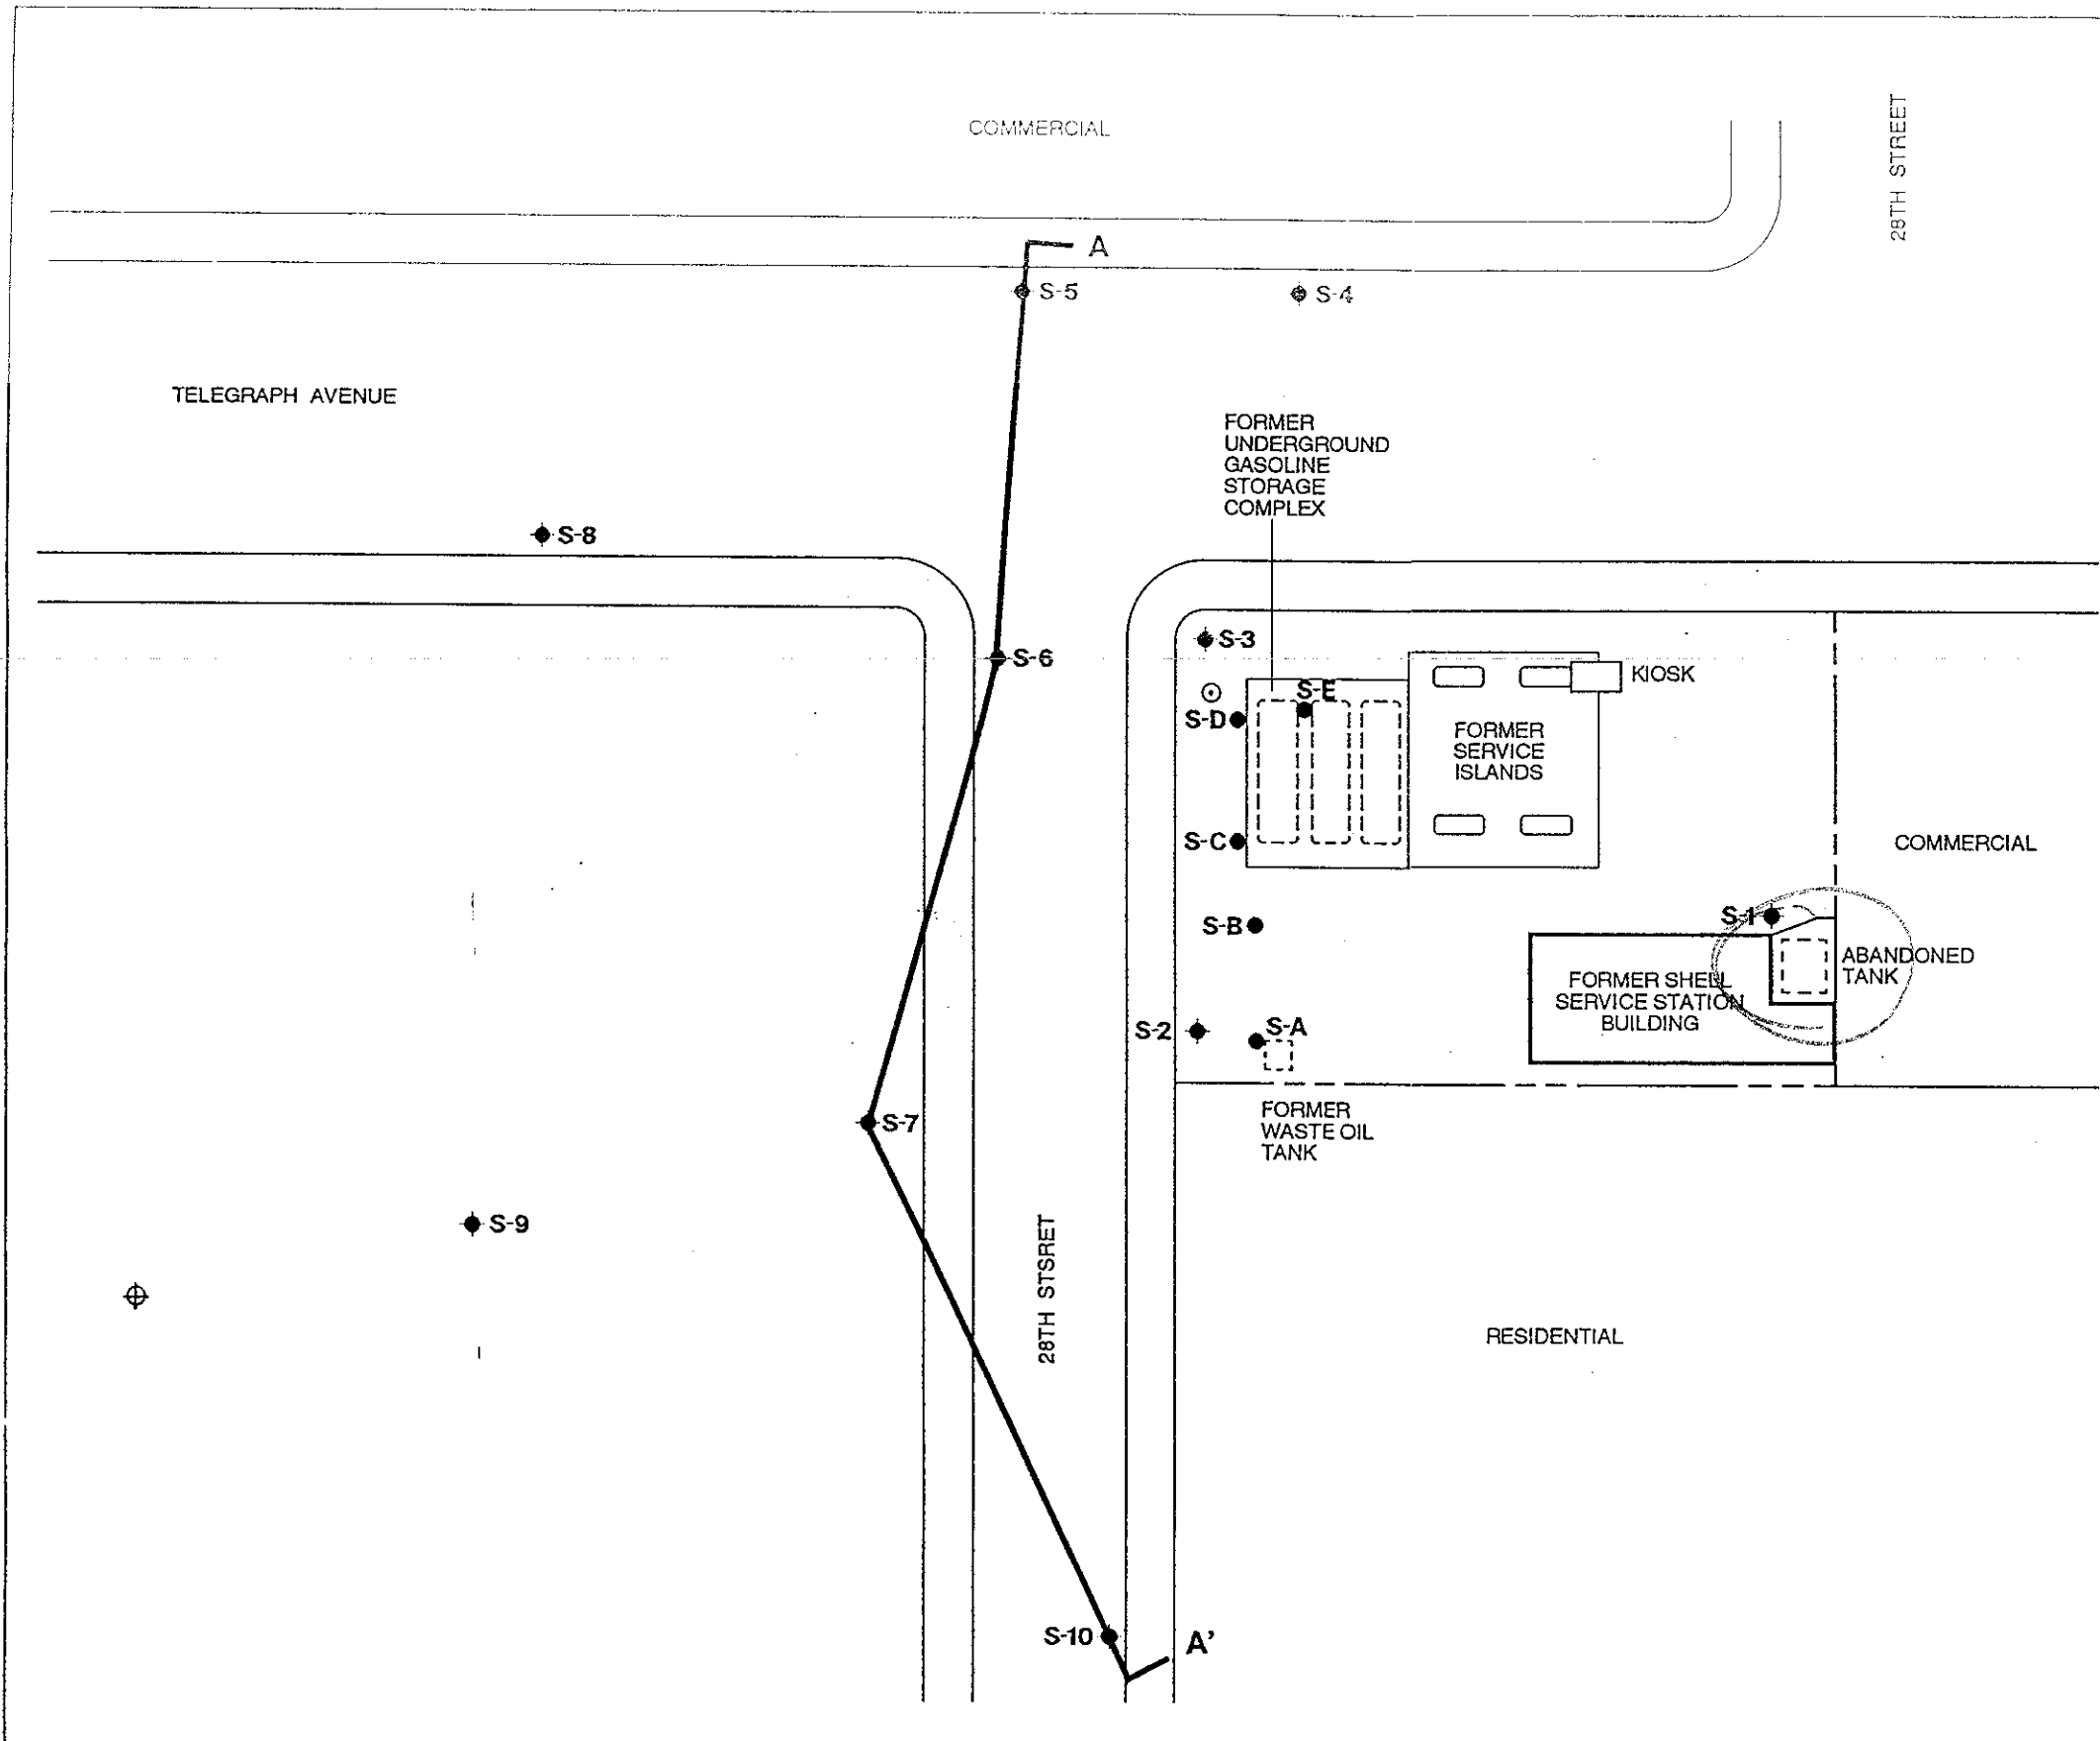 COMMERCIAL
28TH STREET
A
S-5
S-4
TELEGRAPH AVENUE
FORMER
UNDERGROUND
GASOLINE
STORAGE
COMPLEX
S-8
S-3
S-6
KIOSK
S-E
S-D
FORMER
SERVICE
ISLANDS
S-C
COMMERCIAL
S-1
S-B
ABANDONED
TANK
FORMER SHELL
SERVICE STATION
BUILDING
S-2
S-A
FORMER
WASTE OIL
TANK
S-7
S-9
28TH STSRET
RESIDENTIAL
S-10
A'